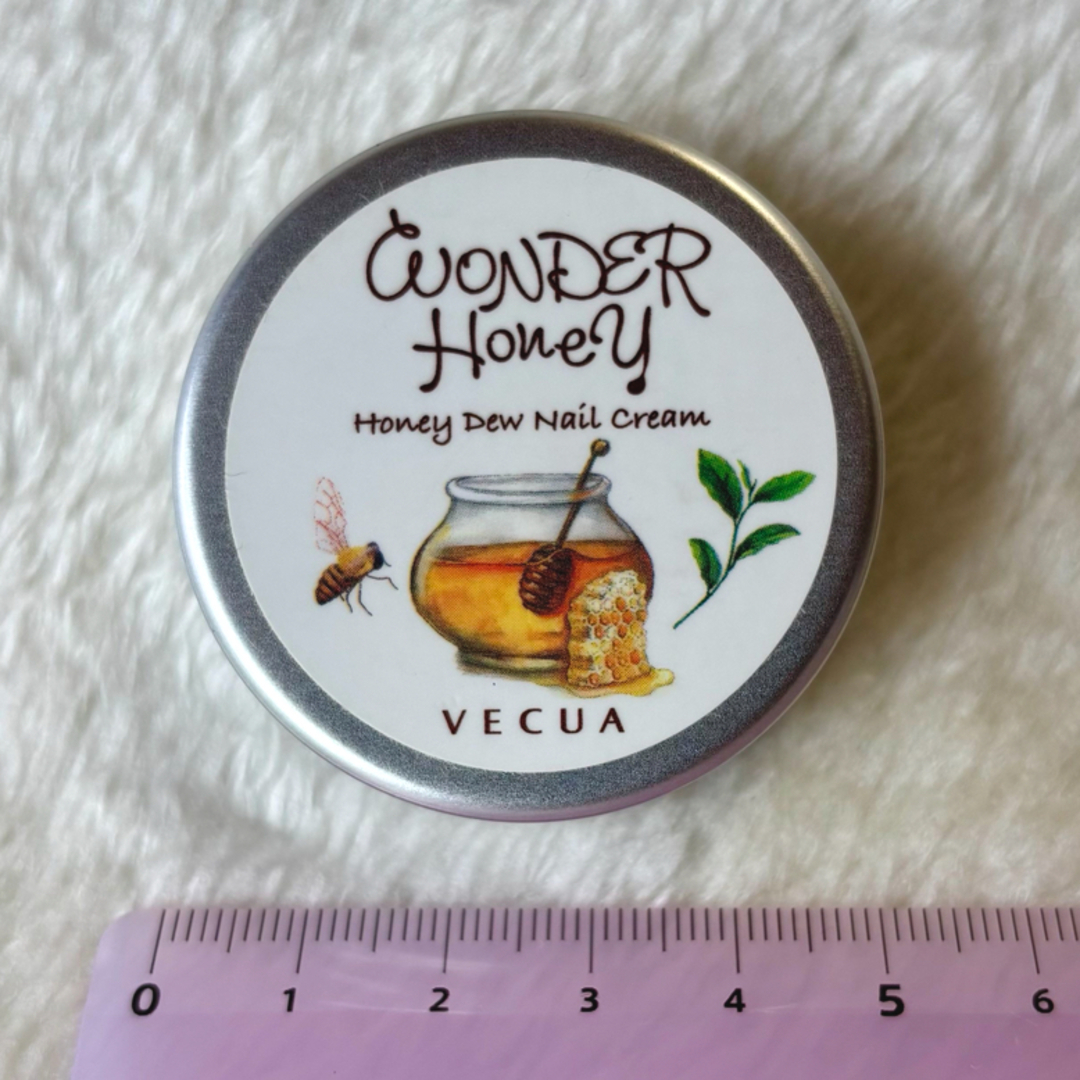 WONDER
Honey
Honey Dew Nail Cream
VECUA
0 1 2 3 4 5 6